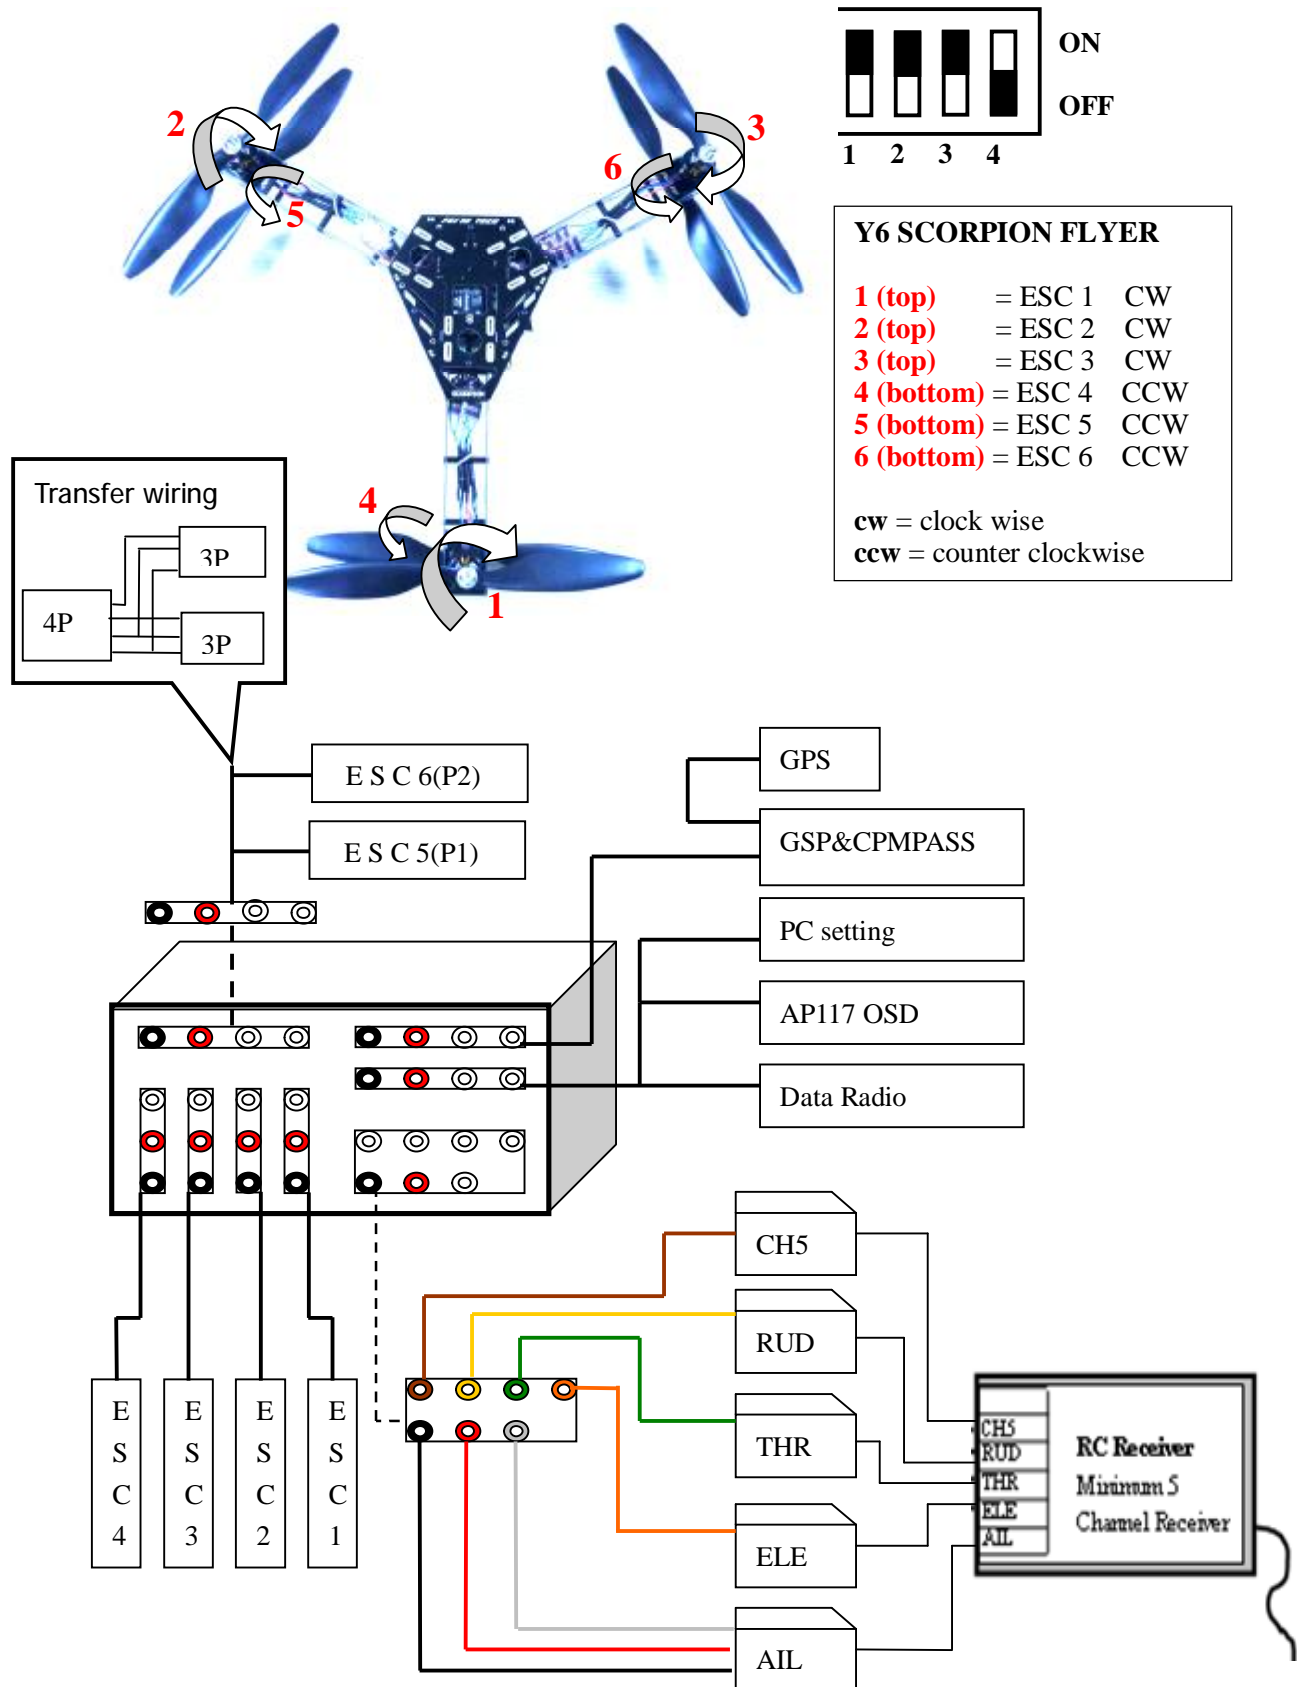 ON
OFF
1 2 3 4
2
3
6
5
4
1
Y6 SCORPION FLYER
1 (top) = ESC 1 CW
2 (top) = ESC 2 CW
3 (top) = ESC 3 CW
4 (bottom) = ESC 4 CCW
5 (bottom) = ESC 5 CCW
6 (bottom) = ESC 6 CCW
cw = clock wise
ccw = counter clockwise
Transfer wiring
3P
4P
3P
E S C 6(P2)
E S C 5(P1)
GPS
GSP&CPMPASS
PC setting
AP117 OSD
Data Radio
CH5
RUD
THR
ELE
AIL
E S C 4
E S C 3
E S C 2
E S C 1
CH5
RUD
THR
ELE
AIL
RC Receiver
Minimum 5
Channel Receiver